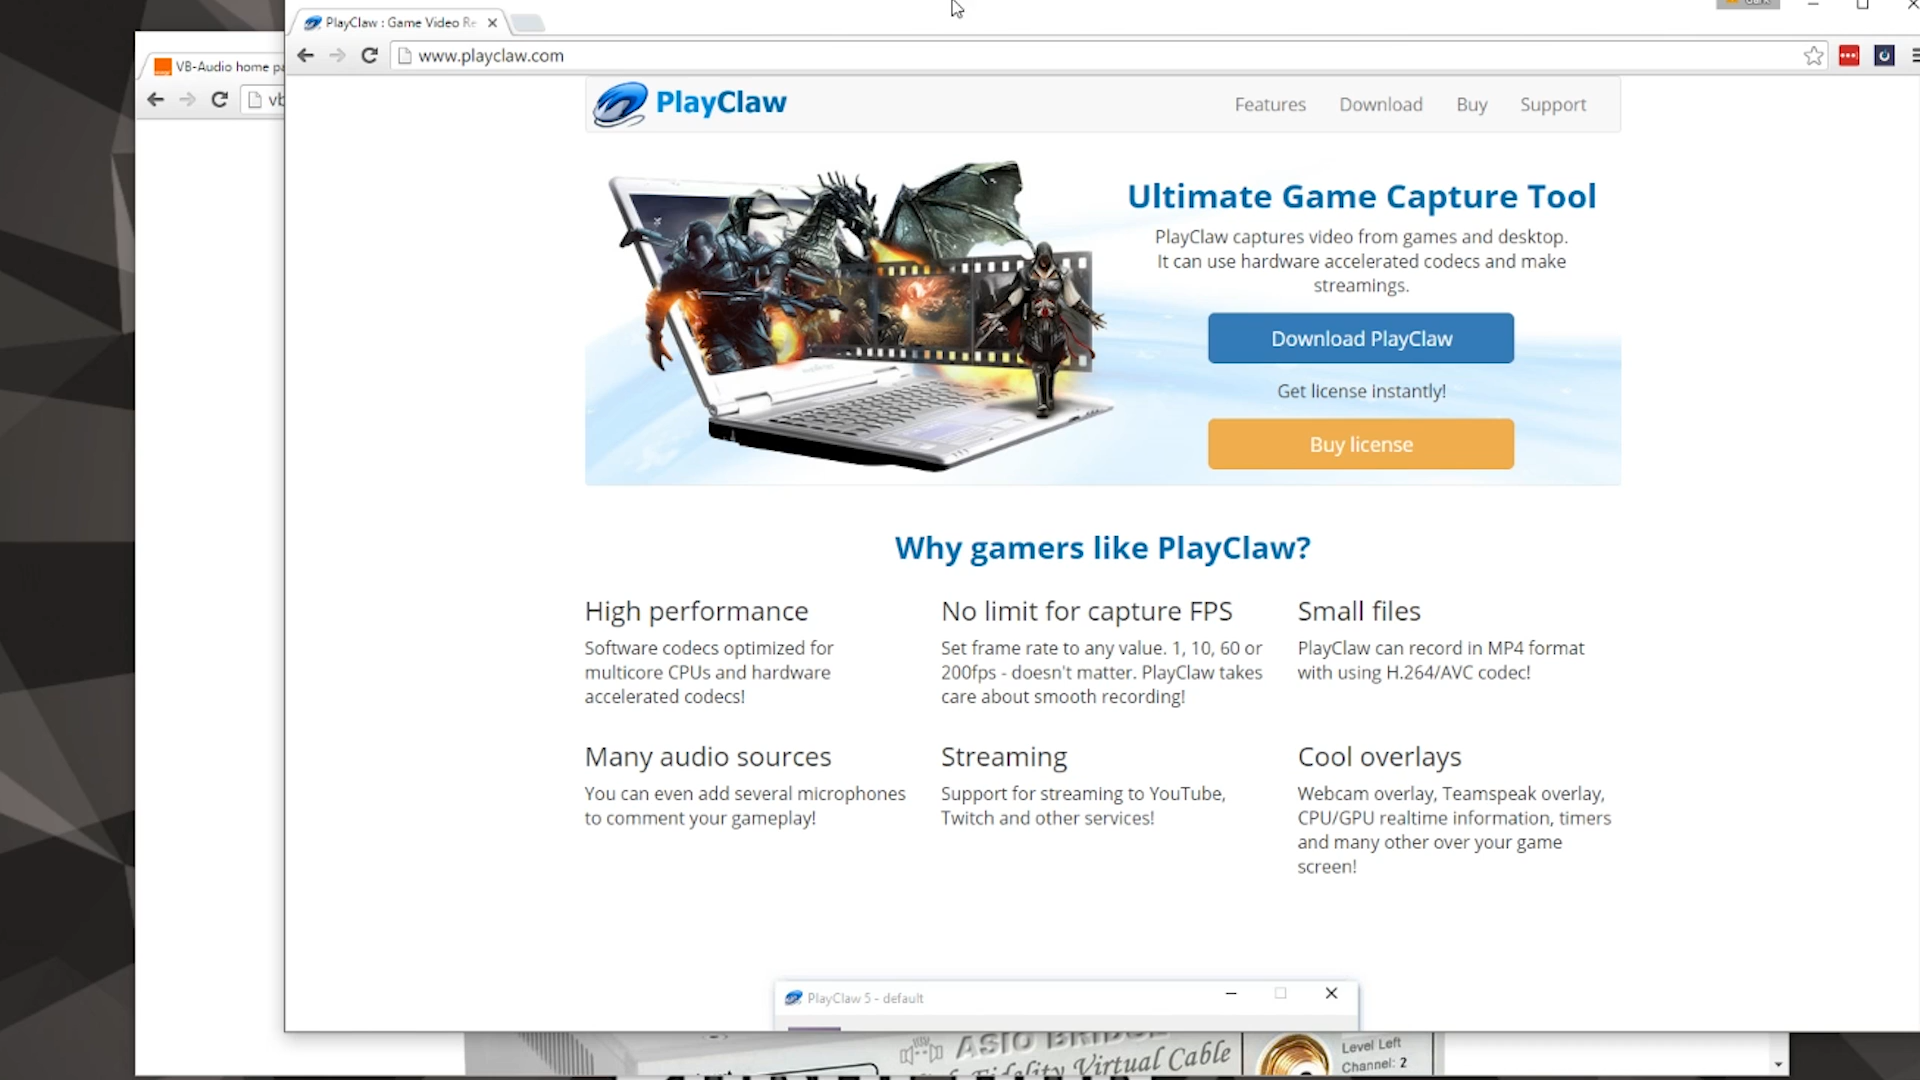 PlayClaw : Game Video Re
VB-Audio home pa
www.playclaw.com
vb
PlayClaw
Features
Download
Buy
Support
Ultimate Game Capture Tool
PlayClaw captures video from games and desktop.
It can use hardware accelerated codecs and make
streamings.
Download PlayClaw
Get license instantly!
Buy license
Why gamers like PlayClaw?
High performance
Software codecs optimized for
multicore CPUs and hardware
accelerated codecs!
No limit for capture FPS
Set frame rate to any value. 1, 10, 60 or
200fps - doesn't matter. PlayClaw takes
care about smooth recording!
Small files
PlayClaw can record in MP4 format
with using H.264/AVC codec!
Many audio sources
You can even add several microphones
to comment your gameplay!
Streaming
Support for streaming to YouTube,
Twitch and other services!
Cool overlays
Webcam overlay, Teamspeak overlay,
CPU/GPU realtime information, timers
and many other over your game
screen!
PlayClaw 5 - default
ASIO BRIDGE
Fidelity Virtual Cable
Level Left
Channel: 2